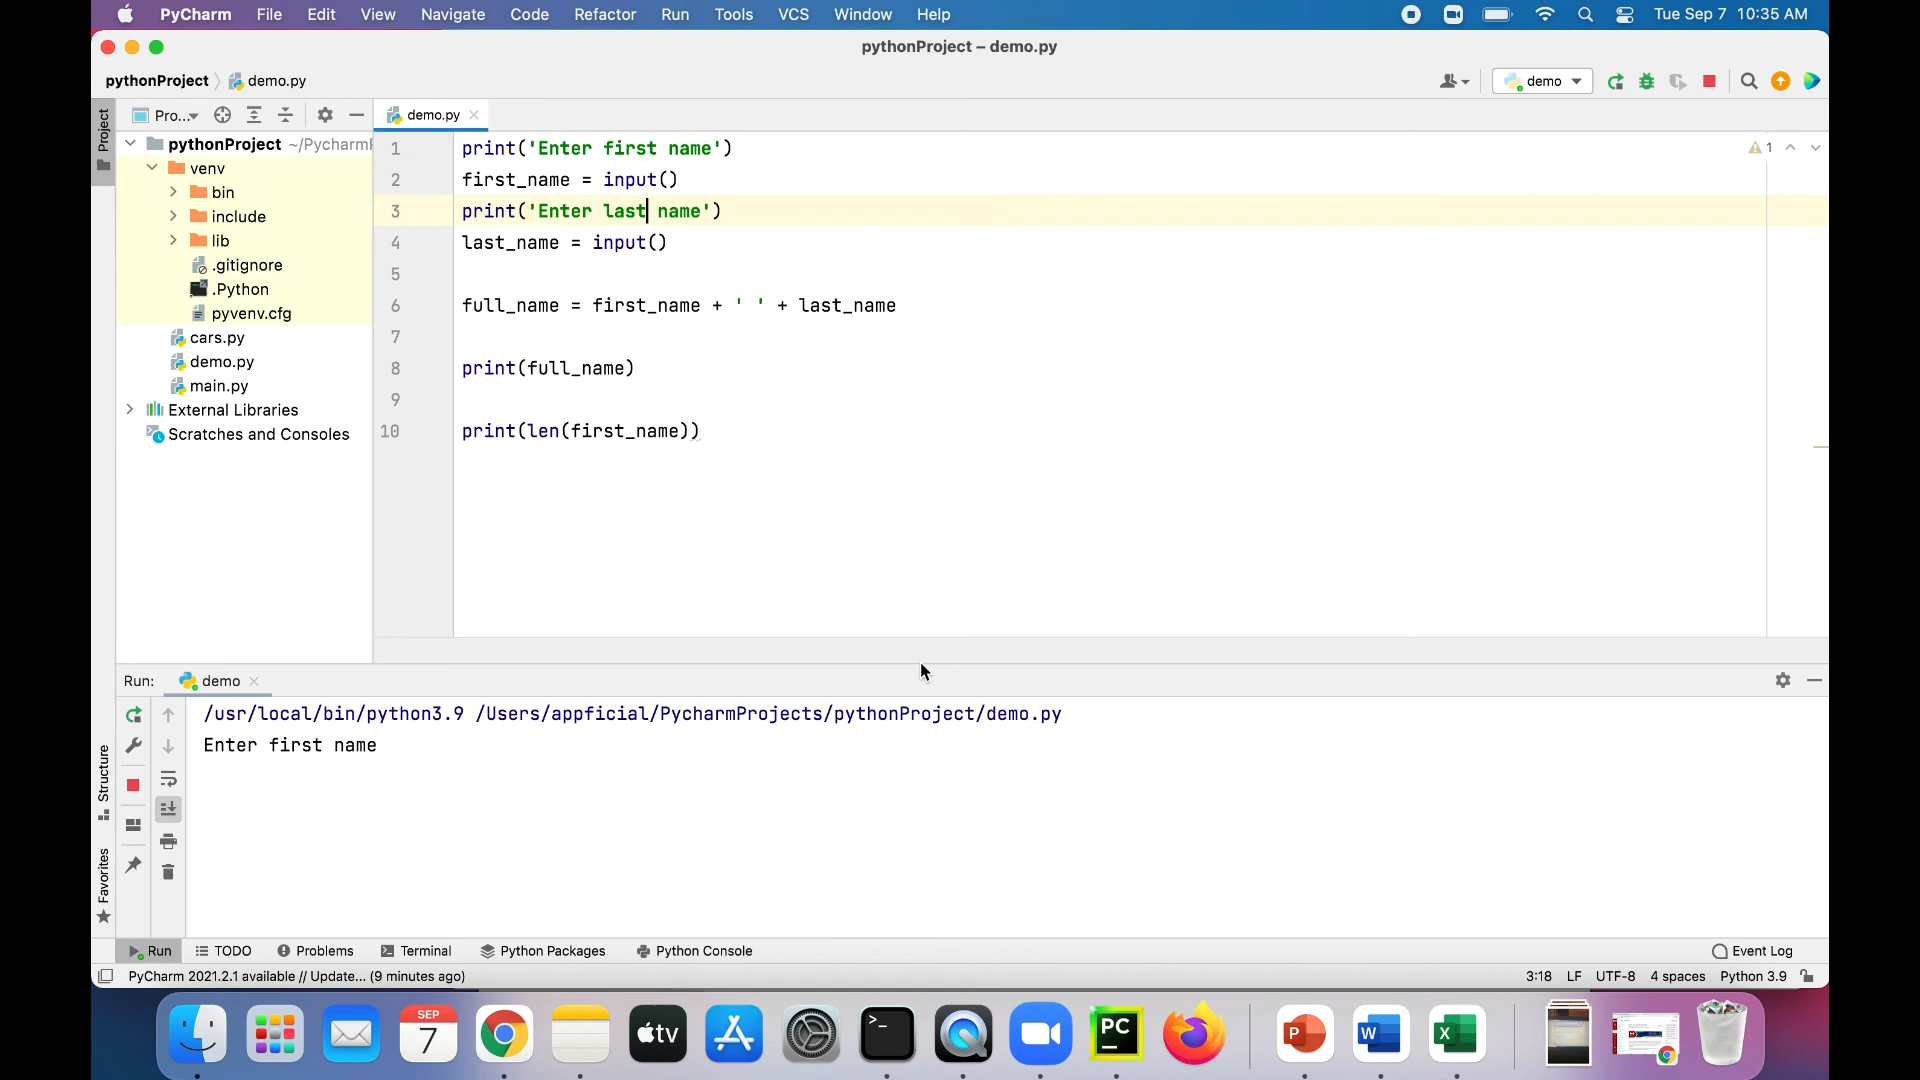 PyCharm File Edit View Navigate Code Refactor Run Tools VCS Window Help Tue Sep 7 10:35 AM
pythonProject – demo.py
pythonProject demo.py demo
Project
Pro... demo.py
pythonProject ~/Pycharm
venv
bin
include
lib
.gitignore
.Python
pyvenv.cfg
cars.py
demo.py
main.py
External Libraries
Scratches and Consoles
1 print('Enter first name') 1
2 first_name = input()
3 print('Enter last name')
4 last_name = input()
5
6 full_name = first_name + ' ' + last_name
7
8 print(full_name)
9
10 print(len(first_name))
Run: demo
/usr/local/bin/python3.9 /Users/appficial/PycharmProjects/pythonProject/demo.py
Enter first name
Structure
Favorites
Run TODO Problems Terminal Python Packages Python Console Event Log
PyCharm 2021.2.1 available // Update... (9 minutes ago) 3:18 LF UTF-8 4 spaces Python 3.9
SEP
7
tv
>_
PC
P
W
X